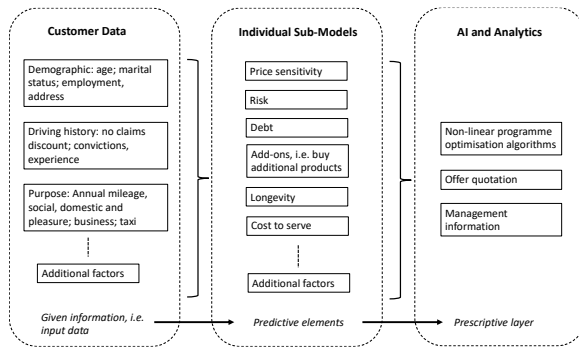 Customer Data
Demographic: age; marital
status; employment,
address
Driving history: no claims
discount; convictions,
experience
Purpose: Annual mileage,
social, domestic and
pleasure; business; taxi
Additional factors
Given information, i.e.
input data
Individual Sub-Models
Price sensitivity
Risk
Debt
Add-ons, i.e. buy
additional products
Longevity
Cost to serve
Additional factors
Predictive elements
AI and Analytics
Non-linear programme
optimisation algorithms
Offer quotation
Management
information
Prescriptive layer